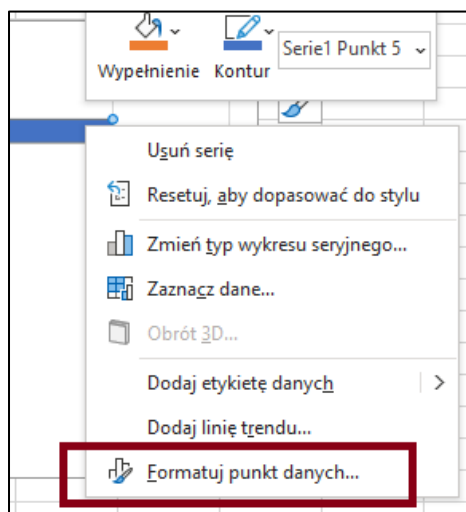 Wypełnienie Kontur
Serie1 Punkt 5
Usuń serię
Resetuj, aby dopasować do stylu
Zmień typ wykresu seryjnego...
Zaznacz dane...
Obrót 3D...
Dodaj etykietę danych
Dodaj linię trendu...
Formatuj punkt danych...